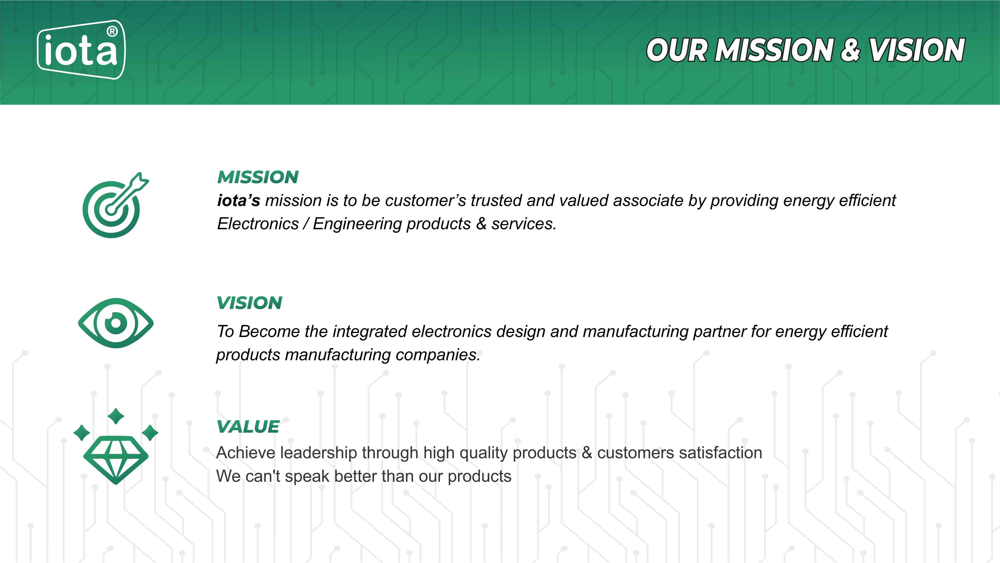 iota®
OUR MISSION & VISION
MISSION
iota’s mission is to be customer’s trusted and valued associate by providing energy efficient
Electronics / Engineering products & services.
VISION
To Become the integrated electronics design and manufacturing partner for energy efficient
products manufacturing companies.
VALUE
Achieve leadership through high quality products & customers satisfaction
We can't speak better than our products